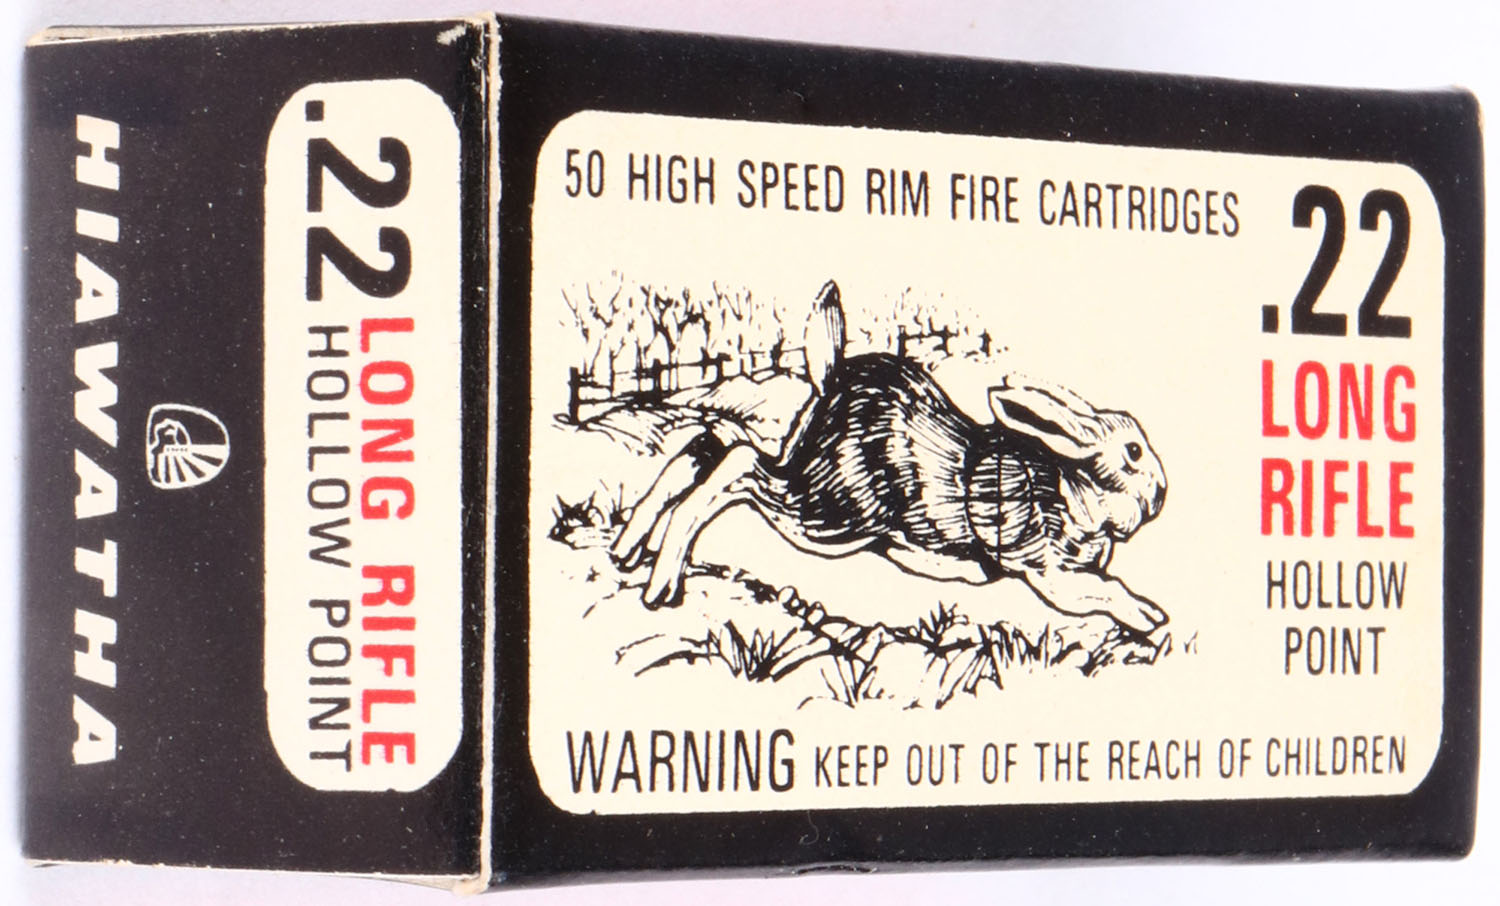 HIAWATHA
.22 LONG RIFLE
HOLLOW POINT
50 HIGH SPEED RIM FIRE CARTRIDGES
.22
LONG
RIFLE
HOLLOW
POINT
WARNING KEEP OUT OF THE REACH OF CHILDREN